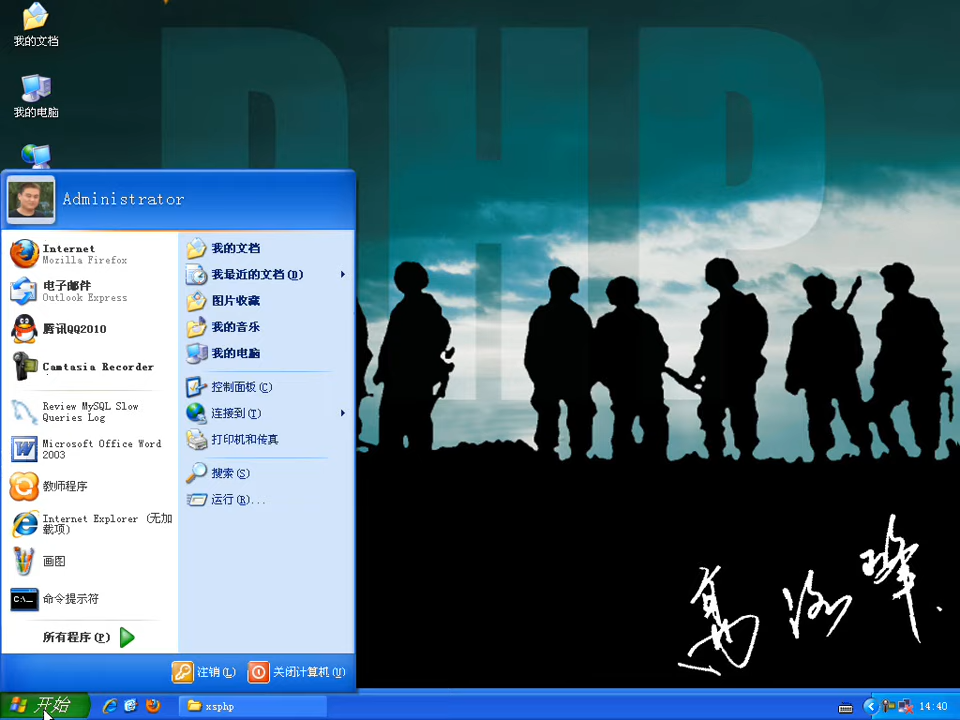 PHP
我的文档
我的电脑
Administrator
Internet
Mozilla Firefox
电子邮件
Outlook Express
腾讯QQ2010
Camtasia Recorder
Review MySQL Slow
Queries Log
Microsoft Office Word
2003
教师程序
Internet Explorer (无加
载项)
画图
命令提示符
所有程序(P)
我的文档
我最近的文档(D)
图片收藏
我的音乐
我的电脑
控制面板(C)
连接到(T)
打印机和传真
搜索(S)
运行(R)...
注销(L)
关闭计算机(U)
开始
xsphp
14:40